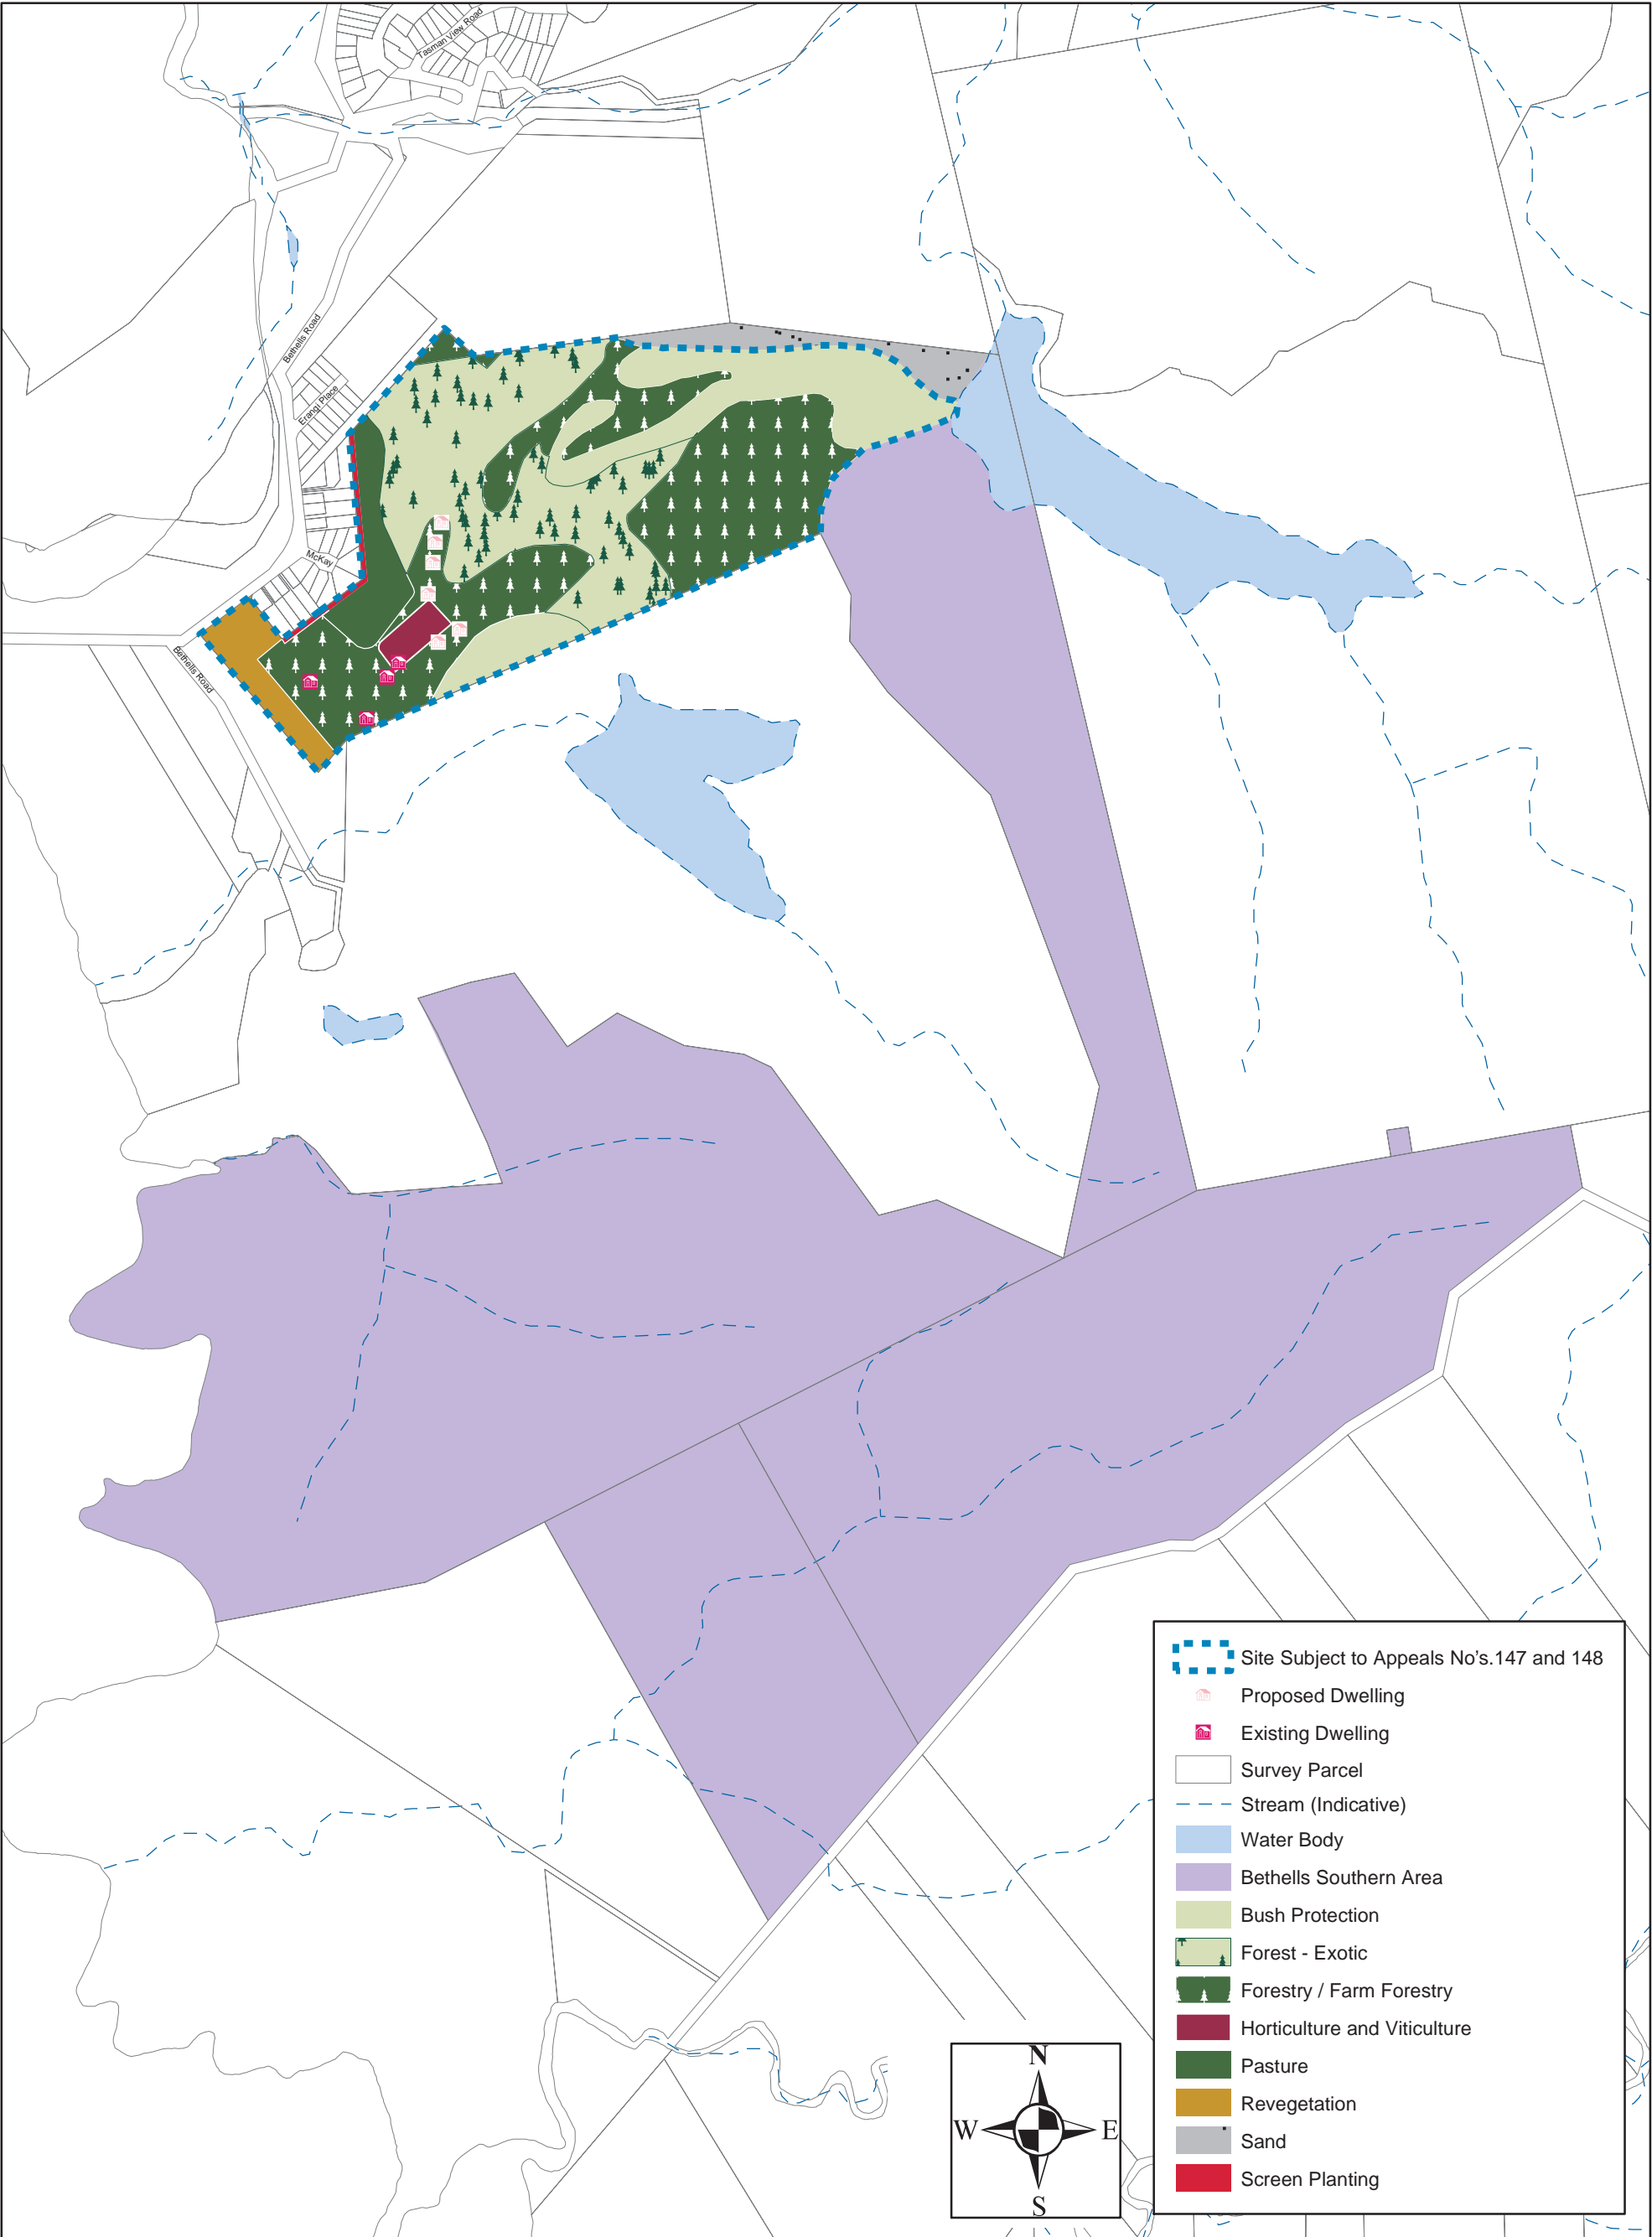 Tasman View Road
Bethells Road
Erangi Place
McKay
Bethells Road
Site Subject to Appeals No's.147 and 148
Proposed Dwelling
Existing Dwelling
Survey Parcel
Stream (Indicative)
Water Body
Bethells Southern Area
Bush Protection
Forest - Exotic
Forestry / Farm Forestry
Horticulture and Viticulture
Pasture
Revegetation
Sand
Screen Planting
N
W
E
S